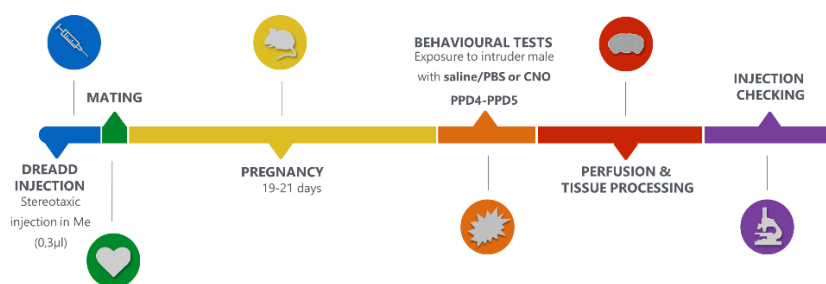 MATING
DREADD
INJECTION
Stereotaxic
injection in Me
(0,3µl)
PREGNANCY
19-21 days
BEHAVIOURAL TESTS
Exposure to intruder male
with saline/PBS or CNO
PPD4-PPD5
PERFUSION &
TISSUE PROCESSING
INJECTION
CHECKING